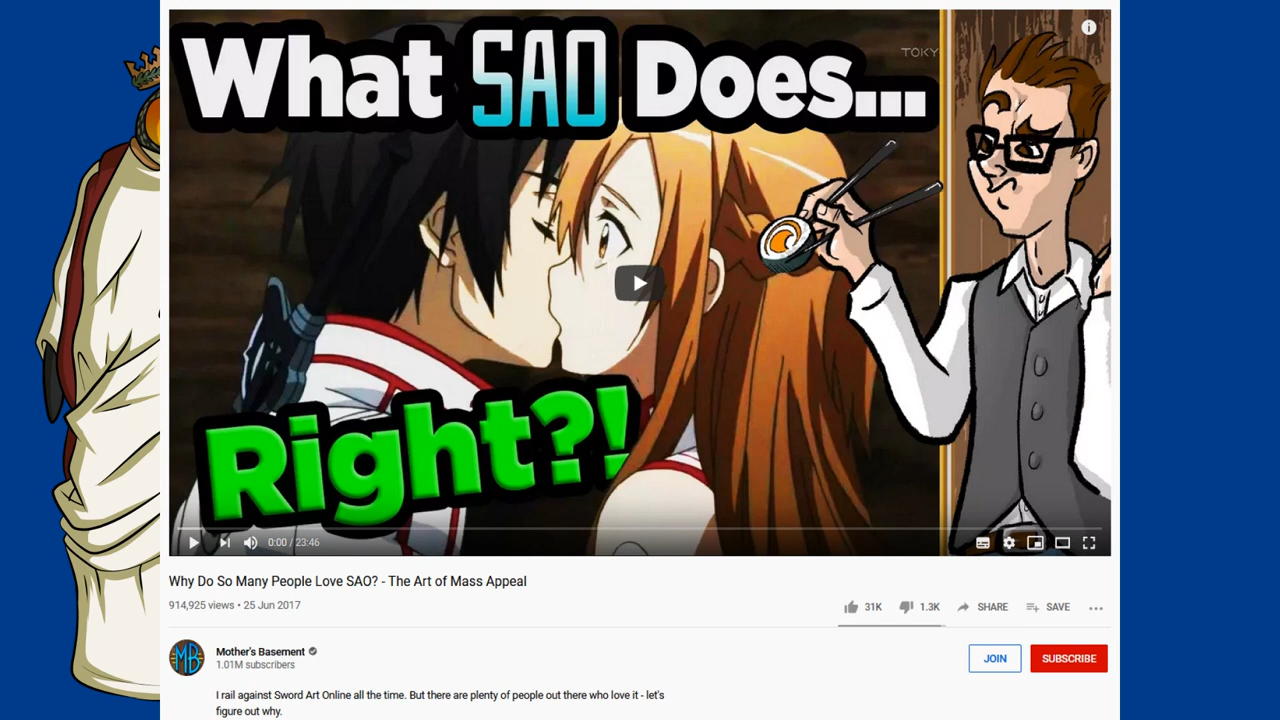 What SAO Does...
TOKY
Right?!
0:00 / 23:46
Why Do So Many People Love SAO? - The Art of Mass Appeal
914,925 views • 25 Jun 2017
31K 1.3K SHARE SAVE
MB
Mother's Basement
1.01M subscribers
JOIN SUBSCRIBE
I rail against Sword Art Online all the time. But there are plenty of people out there who love it - let's
figure out why.